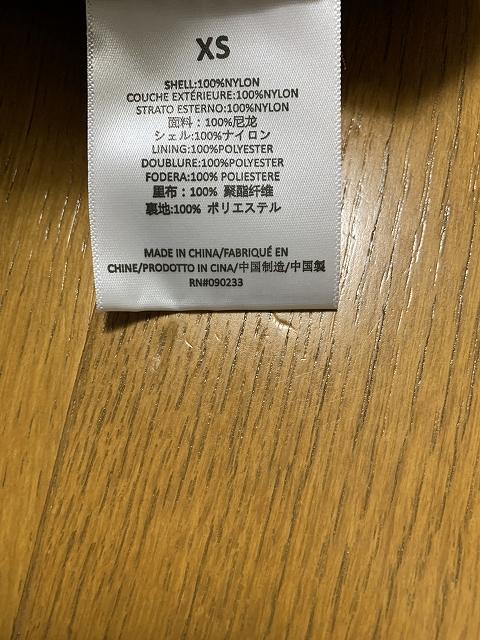 XS
SHELL:100%NYLON
COUCHE EXTÉRIEURE:100%NYLON
STRATO ESTERNO:100%NYLON
面料：100%尼龙
シェル:100%ナイロン
LINING:100%POLYESTER
DOUBLURE:100%POLYESTER
FODERA:100% POLIESTERE
里布：100% 聚酯纤维
裏地:100% ポリエステル
MADE IN CHINA/FABRIQUÉ EN
CHINE/PRODOTTO IN CINA/中国制造/中国製
RN#090233